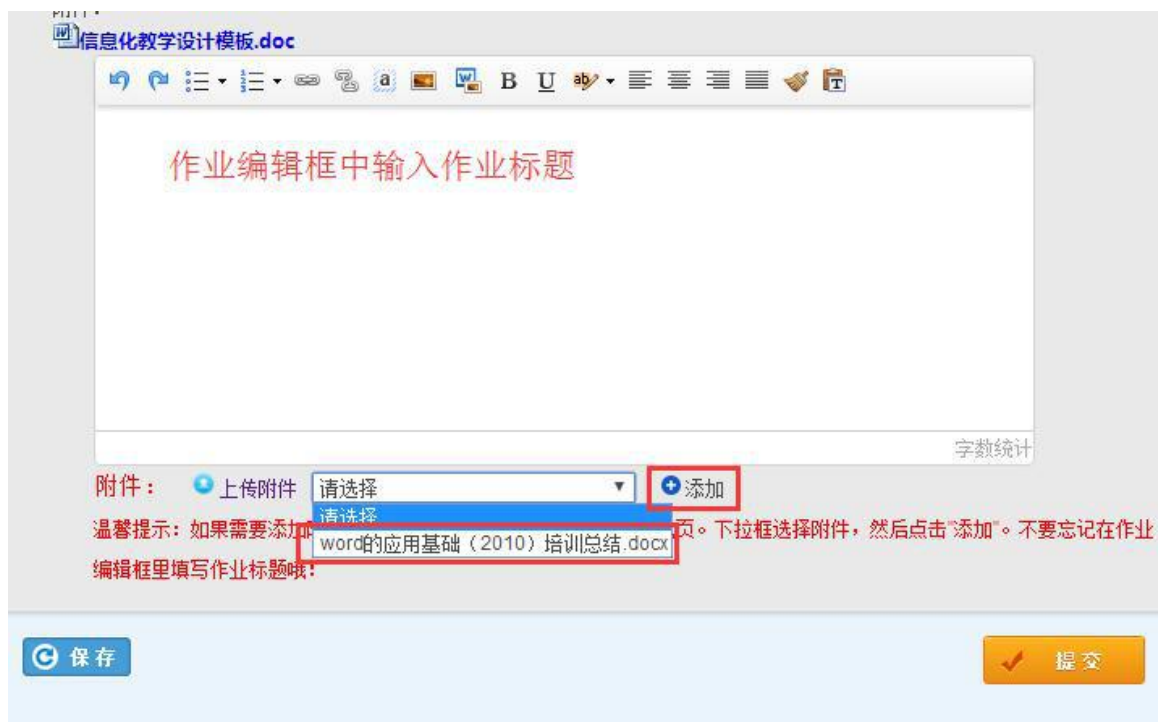 附件：
信息化教学设计模板.doc
B U
作业编辑框中输入作业标题
字数统计
附件： 上传附件 请选择 添加
请选择
温馨提示：如果需要添加 页。下拉框选择附件，然后点击"添加"。不要忘记在作业
word的应用基础（2010）培训总结.docx
编辑框里填写作业标题哦！
保存 提交